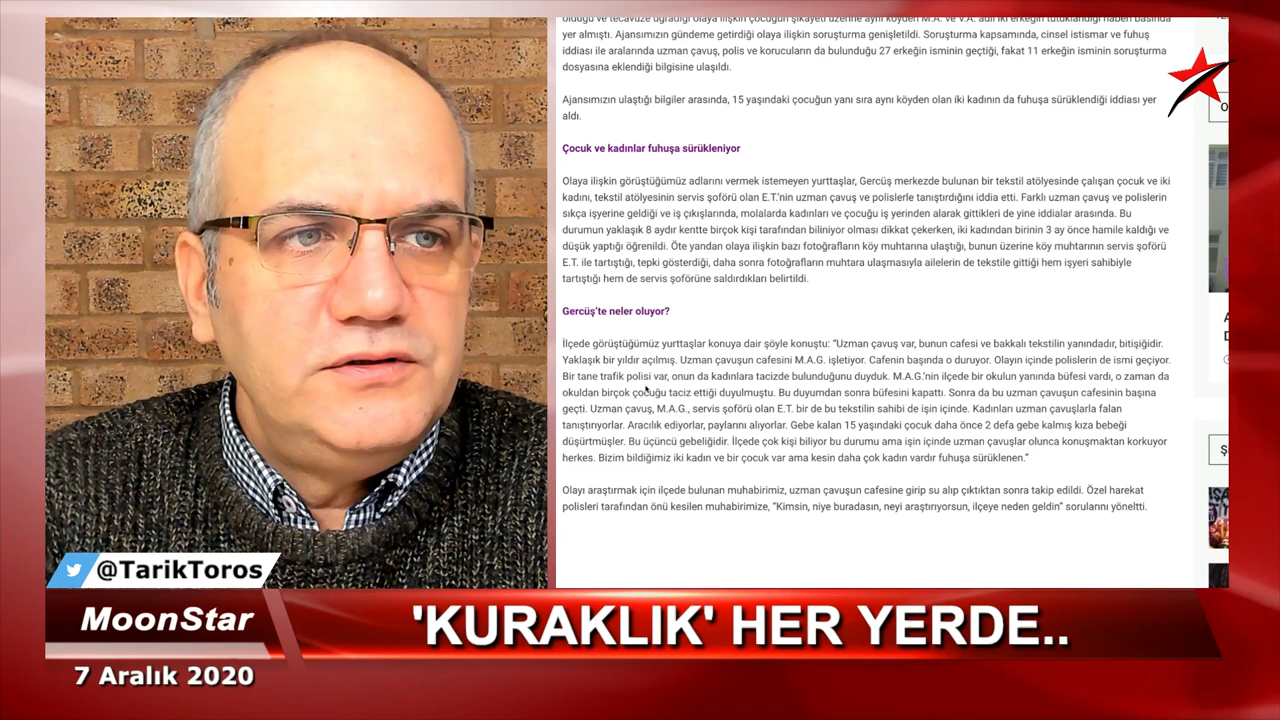 olduğu ve tecavüze uğradığı olaya ilişkin çocuğun şikayeti üzerine aynı köyden M.A. ve V.A. adlı iki erkeğin tutuklandığı haberi basında
yer almıştı. Ajansımızın gündeme getirdiği olaya ilişkin soruşturma genişletildi. Soruşturma kapsamında, cinsel istismar ve fuhuş
iddiası ile aralarında uzman çavuş, polis ve korucuların da bulunduğu 27 erkeğin isminin geçtiği, fakat 11 erkeğin isminin soruşturma
dosyasına eklendiği bilgisine ulaşıldı.
Ajansımızın ulaştığı bilgiler arasında, 15 yaşındaki çocuğun yanı sıra aynı köyden olan iki kadının da fuhuşa sürüklendiği iddiası yer
aldı.
Çocuk ve kadınlar fuhuşa sürükleniyor
Olaya ilişkin görüştüğümüz adlarını vermek istemeyen yurttaşlar, Gercüş merkezde bulunan bir tekstil atölyesinde çalışan çocuk ve iki
kadını, tekstil atölyesinin servis şoförü olan E.T.'nin uzman çavuş ve polislerle tanıştırdığını iddia etti. Farklı uzman çavuş ve polislerin
sıkça işyerine geldiği ve iş çıkışlarında, molalarda kadınları ve çocuğu iş yerinden alarak gittikleri de yine iddialar arasında. Bu
durumun yaklaşık 8 aydır kentte birçok kişi tarafından biliniyor olması dikkat çekerken, iki kadından birinin 3 ay önce hamile kaldığı ve
düşük yaptığı öğrenildi. Öte yandan olaya ilişkin bazı fotoğrafların köy muhtarına ulaştığı, bunun üzerine köy muhtarının servis şoförü
E.T. ile tartıştığı, tepki gösterdiği, daha sonra fotoğrafların muhtara ulaşmasıyla ailelerin de tekstile gittiği hem işyeri sahibiyle
tartıştığı hem de servis şoförüne saldırdıkları belirtildi.
Gercüş'te neler oluyor?
İlçede görüştüğümüz yurttaşlar konuya dair şöyle konuştu: “Uzman çavuş var, bunun cafesi ve bakkalı tekstilin yanındadır, bitişiğidir.
Yaklaşık bir yıldır açılmış. Uzman çavuşun cafesini M.A.G. işletiyor. Cafenin başında o duruyor. Olayın içinde polislerin de ismi geçiyor.
Bir tane trafik polisi var, onun da kadınlara tacizde bulunduğunu duyduk. M.A.G.'nin ilçede bir okulun yanında büfesi vardı, o zaman da
okuldan birçok çocuğu taciz ettiği duyulmuştu. Bu duyumdan sonra büfesini kapattı. Sonra da bu uzman çavuşun cafesinin başına
geçti. Uzman çavuş, M.A.G., servis şoförü olan E.T. bir de bu tekstilin sahibi de işin içinde. Kadınları uzman çavuşlarla falan
tanıştırıyorlar. Aracılık ediyorlar, paylarını alıyorlar. Gebe kalan 15 yaşındaki çocuk daha önce 2 defa gebe kalmış kıza bebeği
düşürtmüşler. Bu üçüncü gebeliğidir. İlçede çok kişi biliyor bu durumu ama işin içinde uzman çavuşlar olunca konuşmaktan korkuyor
herkes. Bizim bildiğimiz iki kadın ve bir çocuk var ama kesin daha çok kadın vardır fuhuşa sürüklenen.”
Olayı araştırmak için ilçede bulunan muhabirimiz, uzman çavuşun cafesine girip su alıp çıktıktan sonra takip edildi. Özel harekat
polisleri tarafından önü kesilen muhabirimize, “Kimsin, niye buradasın, neyi araştırıyorsun, ilçeye neden geldin” sorularını yöneltti.
@TarikToros
MoonStar
'KURAKLIK' HER YERDE..
7 Aralık 2020